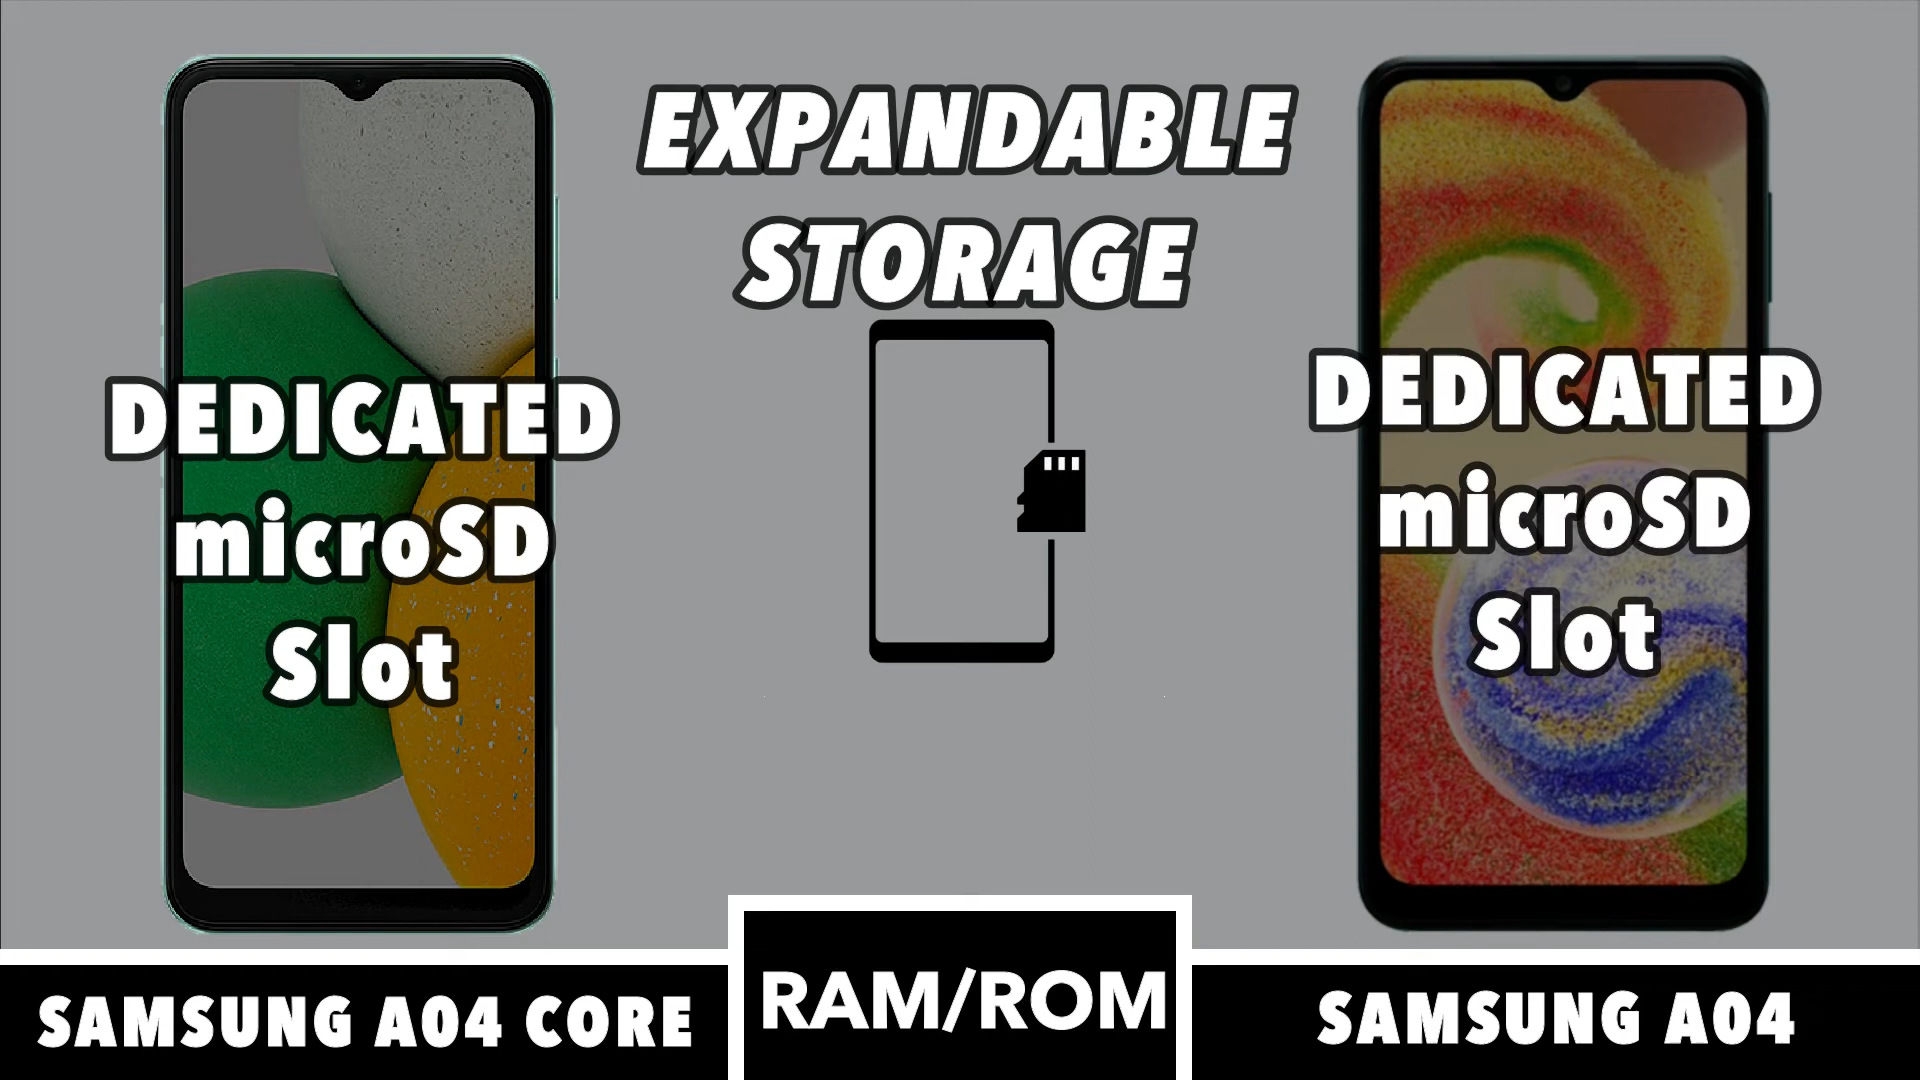 EXPANDABLE
STORAGE
DEDICATED
microSD
Slot
DEDICATED
microSD
Slot
SAMSUNG A04 CORE
RAM/ROM
SAMSUNG A04